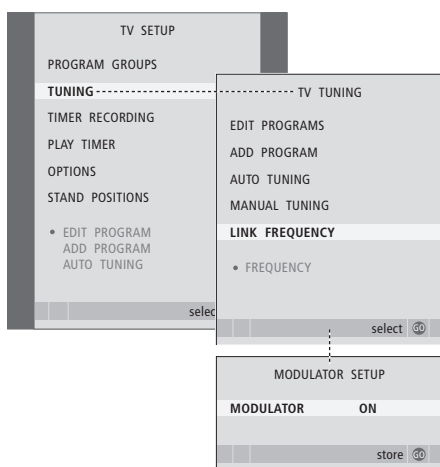 TV SETUP
PROGRAM GROUPS
TUNING
TIMER RECORDING
PLAY TIMER
OPTIONS
STAND POSITIONS
• EDIT PROGRAM
ADD PROGRAM
AUTO TUNING
selec
TV TUNING
EDIT PROGRAMS
ADD PROGRAM
AUTO TUNING
MANUAL TUNING
LINK FREQUENCY
• FREQUENCY
select GO
MODULATOR SETUP
MODULATOR ON
store GO